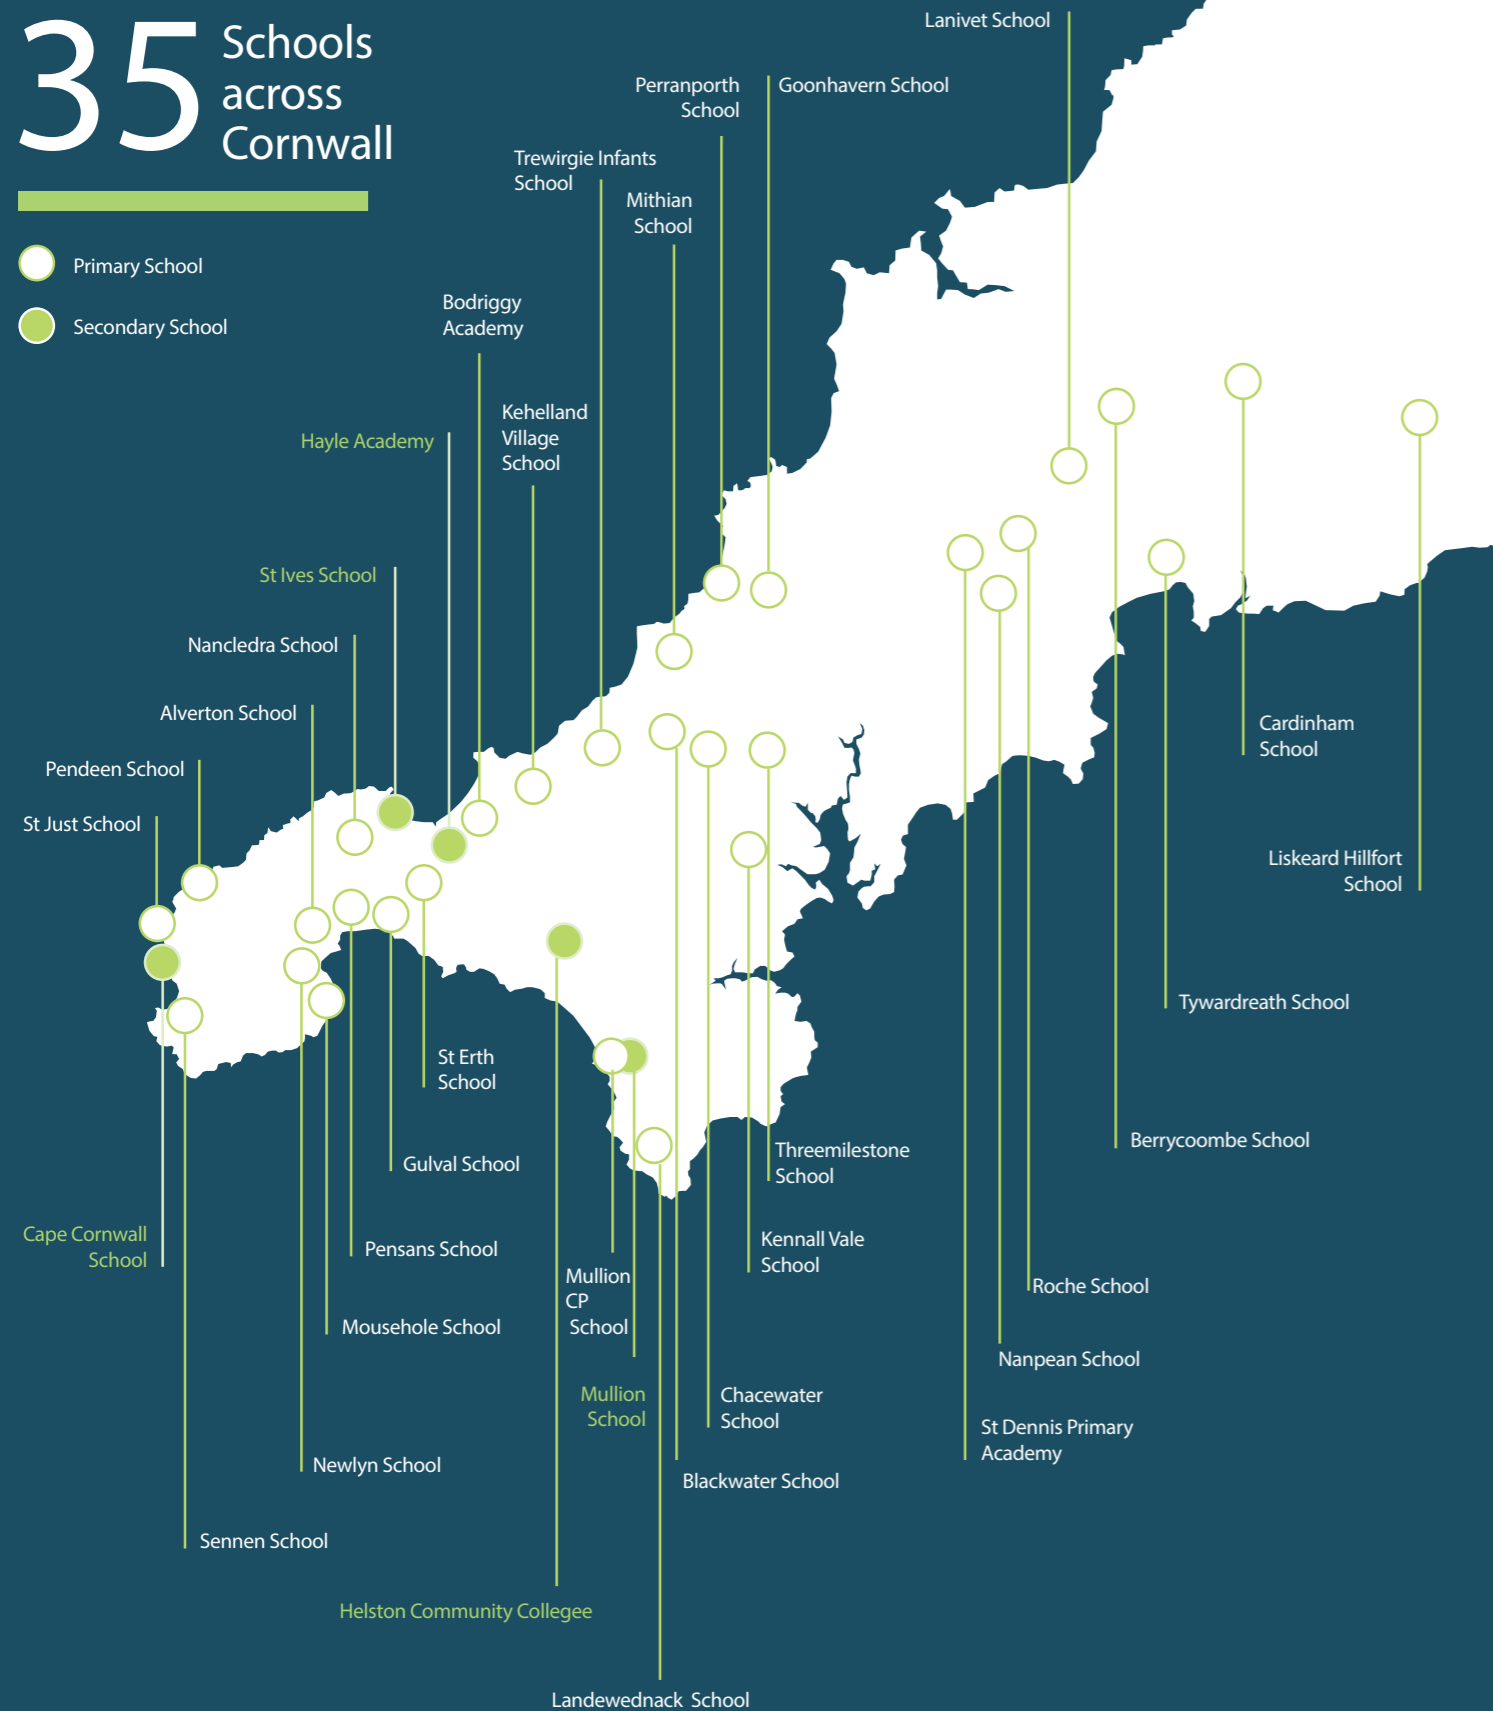 35
Schools
across
Cornwall
Primary School
Secondary School
Lanivet School
Perranporth
School
Goonhavern School
Trewirgie Infants
School
Mithian
School
Bodriggy
Academy
Kehelland
Village
School
Hayle Academy
St Ives School
Nancledra School
Alverton School
Pendeen School
St Just School
Cardinham
School
Liskeard Hillfort
School
Tywardreath School
St Erth
School
Berrycoombe School
Threemilestone
School
Gulval School
Cape Cornwall
School
Pensans School
Kennall Vale
School
Mullion
CP
School
Roche School
Mousehole School
Nanpean School
Mullion
School
Chacewater
School
St Dennis Primary
Academy
Newlyn School
Blackwater School
Sennen School
Helston Community Collegee
Landewednack School